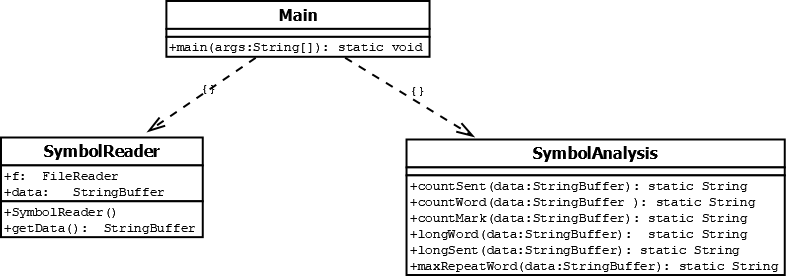 Main
+main(args:String[]): static void
{}
{}
SymbolReader
+f: FileReader
+data: StringBuffer
+SymbolReader()
+getData(): StringBuffer
SymbolAnalysis
+countSent(data:StringBuffer): static String
+countWord(data:StringBuffer ): static String
+countMark(data:StringBuffer): static String
+longWord(data:StringBuffer): static String
+longSent(data:StringBuffer): static String
+maxRepeatWord(data:StringBuffer): static String